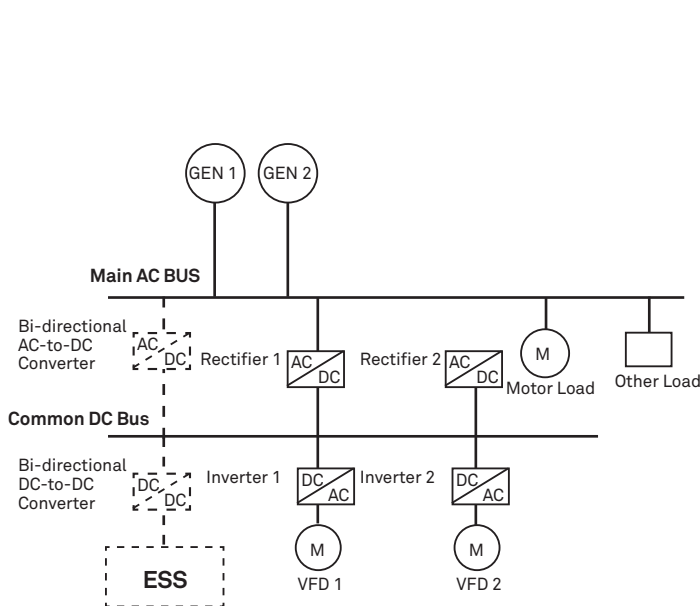 GEN 1
GEN 2
Main AC BUS
Bi-directional
AC-to-DC
Converter
AC
DC
Rectifier 1
AC
DC
Rectifier 2
AC
DC
M
Motor Load
Other Load
Common DC Bus
Bi-directional
DC-to-DC
Converter
DC
DC
Inverter 1
DC
AC
Inverter 2
DC
AC
M
VFD 1
M
VFD 2
ESS